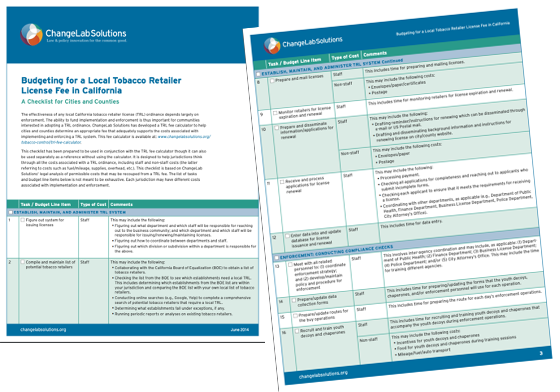 ChangeLabSolutions
Law & policy innovation for the common good.
Budgeting for a Local Tobacco Retailer
License Fee in California
A Checklist for Cities and Counties
The effectiveness of any local tobacco retailer license (TRL) ordinance depends largely on
enforcement. The ability to fund implementation and enforcement is thus important for communities
interested in adopting a TRL ordinance. ChangeLab Solutions has developed a TRL fee calculator to help
cities and counties determine an appropriate fee that adequately supports the costs associated with
implementing and enforcing a TRL. This fee calculator is available at: www.changelabsolutions.org/
tobacco-control/trl-fee-calculator.
This checklist has been prepared to be used in conjunction with the TRL fee calculator though it can also
be used separately as a reference without using the calculator. It is designed to help jurisdictions think
through all the costs associated with a TRL ordinance, including staff and non-staff costs (the latter
referring to costs such as fuel/mileage, supplies, overhead, etc.). This checklist is based on ChangeLab
Solutions' legal analysis of permissible costs that may be recouped from a TRL fee. The list of tasks
and budget line items below is not meant to be exhaustive. Each jurisdiction may have different costs
associated with implementation and enforcement.
Task / Budget Line Item Type of Cost Comments
ESTABLISH, MAINTAIN, AND ADMINISTER TRL SYSTEM
1 Figure out system for issuing licenses Staff This may include the following:
• Figuring out what department and which staff will be responsible for reaching
out to the business community; and which department and which staff will be
responsible for issuing/renewing/maintaining licenses.
• Figuring out how to coordinate between departments and staff.
• Figuring out which division or subdivision within a department is responsible for
the above.
2 Compile and maintain list of potential tobacco retailers Staff This may include the following:
• Collaborating with the California Board of Equalization (BOE) to obtain a list of
tobacco retailers.
• Checking the list from the BOE to see which establishments need a local TRL.
This includes determining which establishments from the BOE list are within
your jurisdiction and comparing the BOE list with your own local list of tobacco
retailers.
• Conducting online searches (e.g., Google, Yelp) to compile a comprehensive
search of potential tobacco retailers that require a local TRL.
• Determining what establishments fall under exceptions, if any.
• Running periodic reports or analyses on existing tobacco retailers.
changelabsolutions.org June 2014
ChangeLabSolutions
Budgeting for a Local Tobacco Retailer License Fee in California
Task / Budget Line Item Type of Cost Comments
ESTABLISH, MAINTAIN, AND ADMINISTER TRL SYSTEM Continued
8 Prepare and mail licenses Staff This includes time for preparing and mailing licenses.
Non-staff This may include the following costs:
• Envelopes/paper/certificates
• Postage
9 Monitor retailers for license expiration and renewal Staff This includes time for monitoring retailers for license expiration and renewal.
10 Prepare and disseminate information/applications for renewal Staff This may include the following:
• Drafting/updating instructions for renewing which can be disseminated through
e-mail or US Postal mail
• Drafting and disseminating background information and instructions for
renewing license on city/county website.
Non-staff This may include the following costs:
• Envelopes/paper
• Postage
11 Review and process applications for license renewal Staff This may include the following:
• Processing payment.
• Checking all applications for completeness and reaching out to applicants who
submit incomplete forms.
• Checking each applicant to ensure that it meets the requirements for receiving
a license.
• Coordinating with other departments, as applicable (e.g., Department of Public
Health, Finance Department, Business License Department, Police Department,
City Attorney's Office).
12 Enter data into and update database for license issuance and renewal Staff This includes time for data entry.
ENFORCEMENT: CONDUCTING COMPLIANCE CHECKS
13 Meet with all related personnel to: (1) coordinate enforcement strategy; and (2) develop/maintain policy and procedure for enforcement Staff This involves inter-agency coordination and may include, as applicable: (1) Department
of Public Health; (2) Finance Department; (3) Business License Department;
(4) Police Department; and/or (5) City Attorney's Office. This may include the time
for training different agencies.
14 Prepare/update data collection forms Staff This includes time for preparing/updating the forms that the youth decoys,
chaperones, and/or enforcement personnel will use for each operation.
15 Prepare/update routes for the buy operations Staff This includes time for preparing the routes for each day's enforcement operations.
16 Recruit and train youth decoys and chaperones Staff This includes time for recruiting and training youth decoys and chaperones that
accompany the youth decoys during enforcement operations.
Non-staff This may include the following costs:
• Incentives for youth decoys and chaperones
• Food for youth decoys and chaperones during training sessions
• Mileage/fuel/auto transport
changelabsolutions.org 3